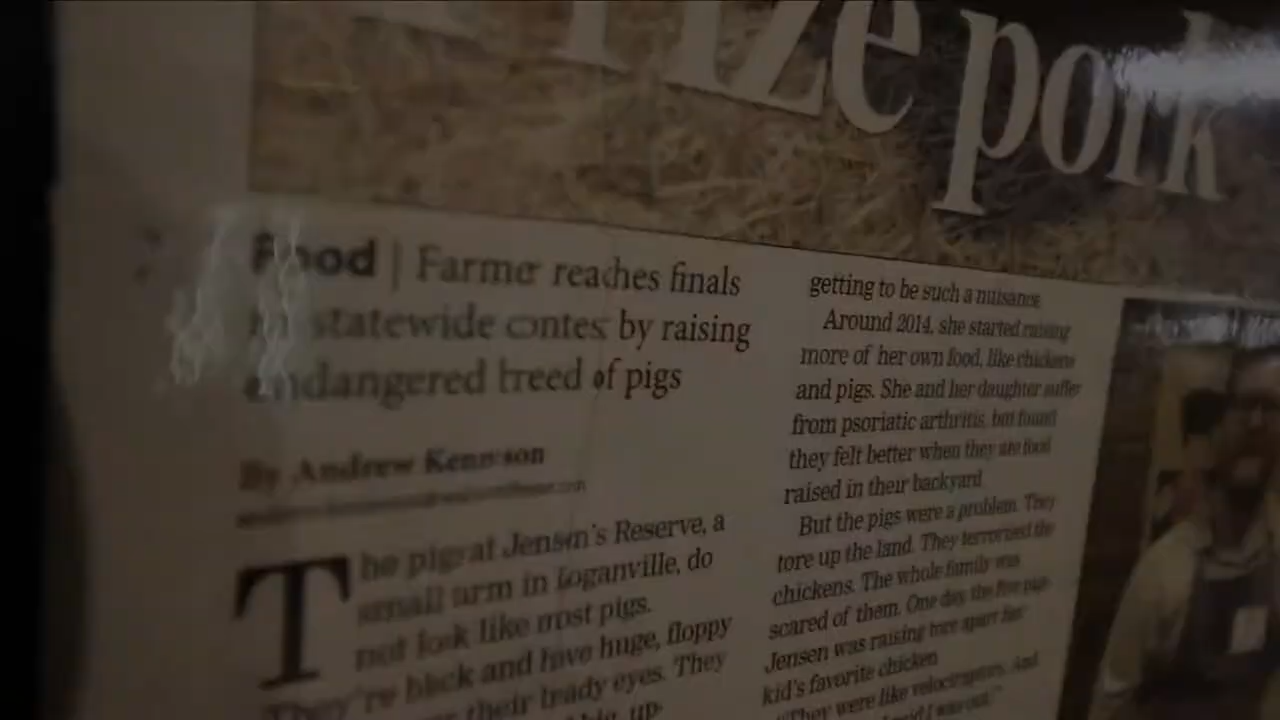 pork
Food | Farmer reaches finals
statewide contest by raising
endangered breed of pigs
By Andrew Kennson
The pigs at Jensen's Reserve, a
small farm in Loganville, do
not look like most pigs.
They're black and have huge, floppy
their beady eyes. They
getting to be such a nuisance.
Around 2014, she started raising
more of her own food, like chickens
and pigs. She and her daughter suffer
from psoriatic arthritis, but found
they felt better when they ate food
raised in their backyard.
But the pigs were a problem. They
tore up the land. They terrorized the
chickens. The whole family was
scared of them. One day, the five pigs
Jensen was raising tore apart her
kid's favorite chicken
"They were like velociraptors. And
I said I was out."